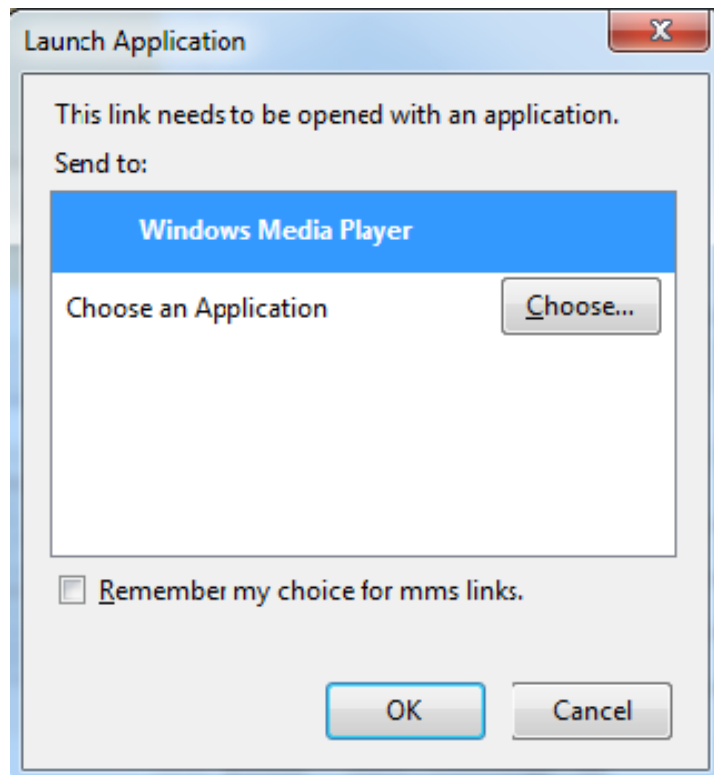 Launch Application
This link needs to be opened with an application.
Send to:
Windows Media Player
Choose an Application
Choose...
Remember my choice for mms links.
OK
Cancel